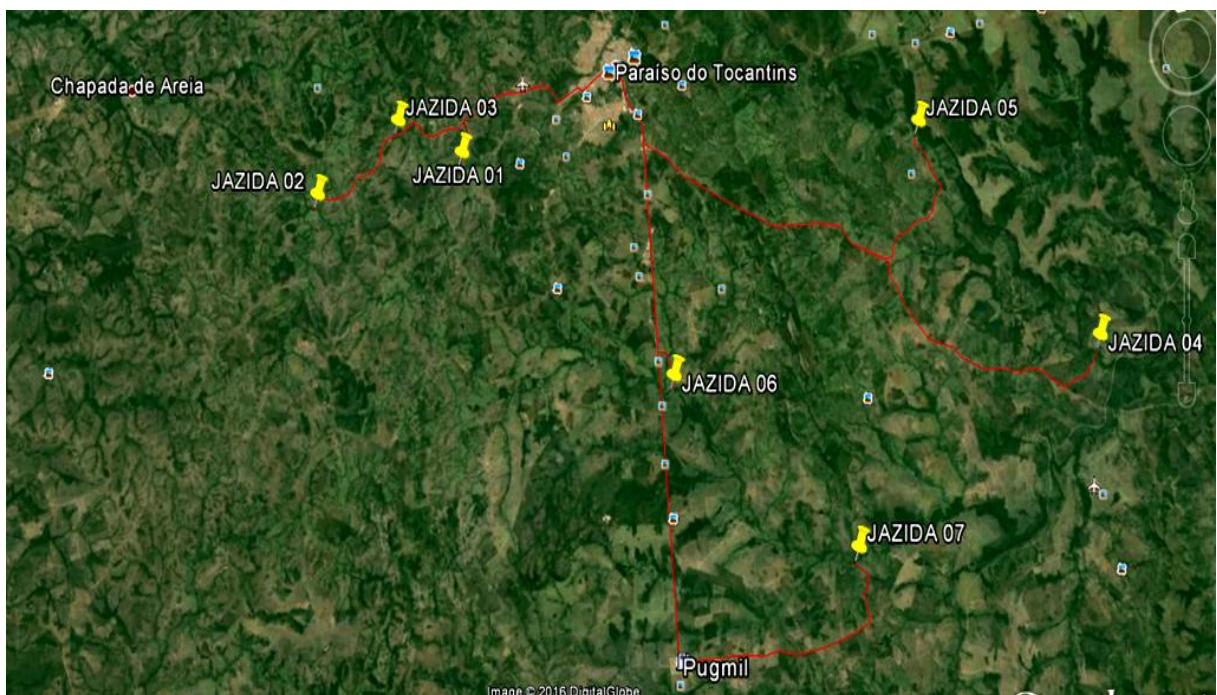 Paraíso do Tocantins
Chapada de Areia
JAZIDA 03
JAZIDA 05
JAZIDA 01
JAZIDA 02
JAZIDA 04
JAZIDA 06
JAZIDA 07
Pugmil
Image © 2016 DigitalGlobe